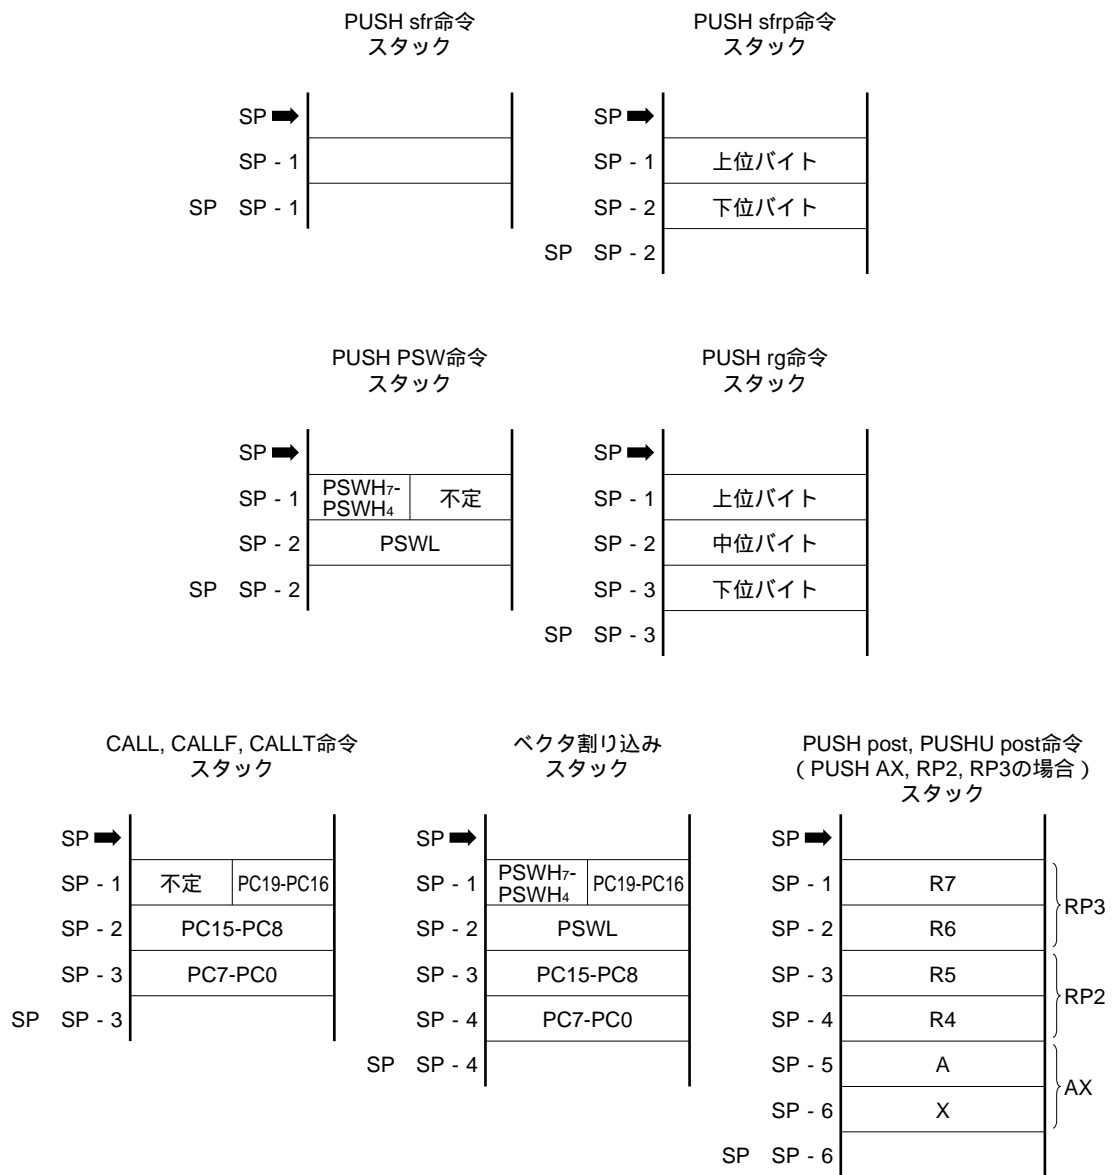 PUSH sfr命令
スタック
SP
SP - 1
SP SP - 1
PUSH sfrp命令
スタック
SP
SP - 1 上位バイト
SP - 2 下位バイト
SP SP - 2
PUSH PSW命令
スタック
SP
SP - 1 PSWH7-PSWH4 不定
SP - 2 PSWL
SP SP - 2
PUSH rg命令
スタック
SP
SP - 1 上位バイト
SP - 2 中位バイト
SP - 3 下位バイト
SP SP - 3
CALL, CALLF, CALLT命令
スタック
SP
SP - 1 不定 PC19-PC16
SP - 2 PC15-PC8
SP - 3 PC7-PC0
SP SP - 3
ベクタ割り込み
スタック
SP
SP - 1 PSWH7-PSWH4 PC19-PC16
SP - 2 PSWL
SP - 3 PC15-PC8
SP - 4 PC7-PC0
SP SP - 4
PUSH post, PUSHU post命令
（PUSH AX, RP2, RP3の場合）
スタック
SP
SP - 1 R7
RP3
SP - 2 R6
SP - 3 R5
RP2
SP - 4 R4
SP - 5 A
AX
SP - 6 X
SP SP - 6